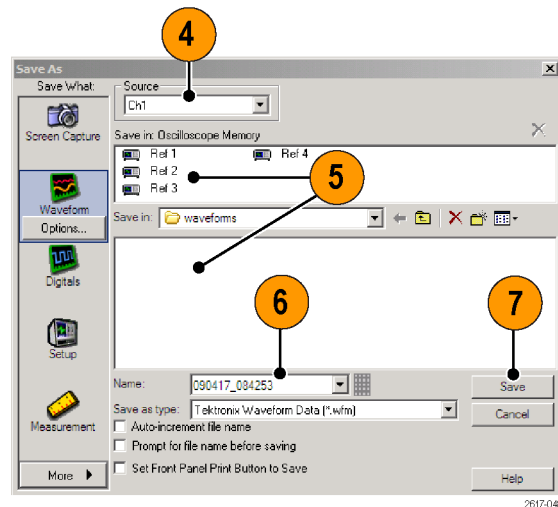 4
Save As
Save What:
Source
Ch1
Screen Capture
Save in: Oscilloscope Memory
Ref 1
Ref 4
Ref 2
Ref 3
5
Waveform
Options...
Save in:
waveforms
Digitals
6
7
Setup
Name:
090417_084253
Save
Save as type:
Tektronix Waveform Data (*.wfm)
Cancel
Measurement
Auto-increment file name
Prompt for file name before saving
More
Set Front Panel Print Button to Save
Help
2617-04